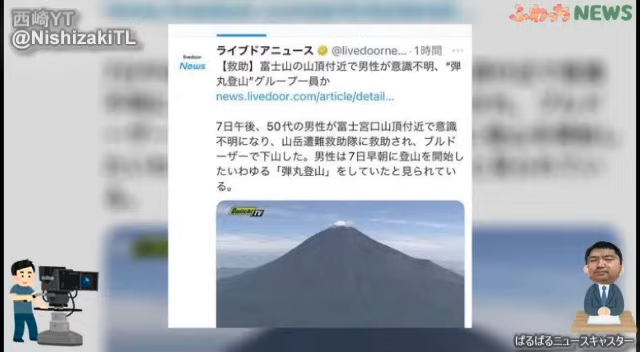 西崎YT
@NishizakiTL
ふわっちNEWS
livedoor
News
ライブドアニュース @livedoorne... ・1時間
【救助】富士山の山頂付近で男性が意識不明、“弾
丸登山”グループ一員か
news.livedoor.com/article/detail...
7日午後、50代の男性が富士宮口山頂付近で意識
不明になり、山岳遭難救助隊に救助され、ブルド
ーザーで下山した。男性は7日早朝に登山を開始し
たいわゆる「弾丸登山」をしていたと見られてい
る。
Daiichi-TV
ぱるぱるニュースキャスター